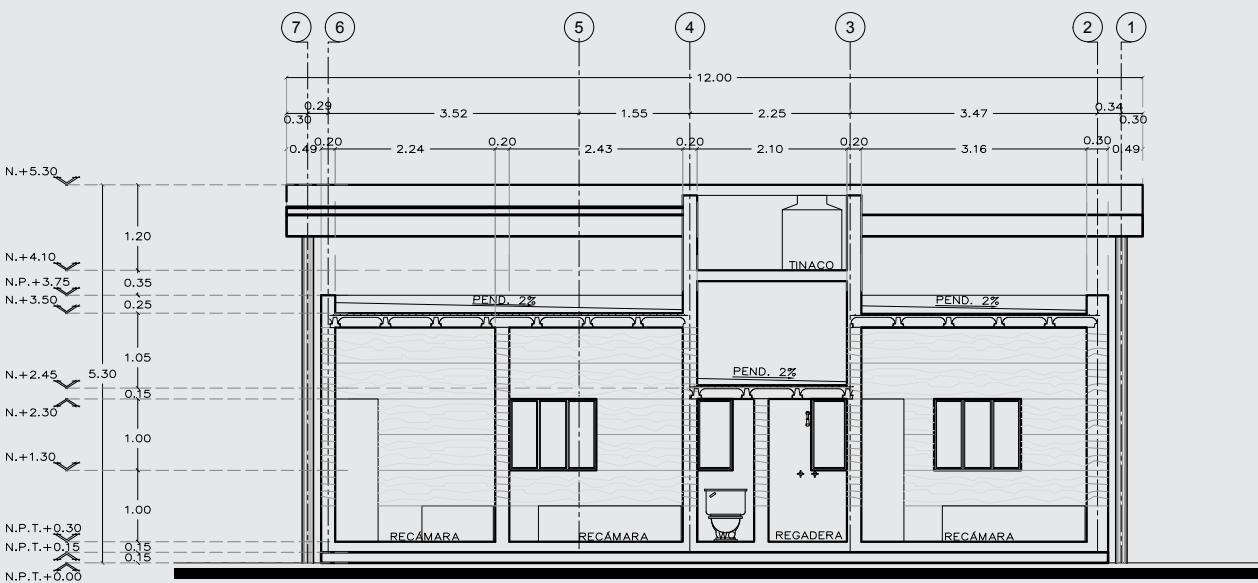 7 6 5 4 3 2 1
12.00
0.29 0.34
0.30 3.52 1.55 2.25 3.47 0.30
0.20 0.20 0.20 0.20 0.30
0.49 2.24 2.43 2.10 3.16 0.49
N.+5.30
1.20
N.+4.10
TINACO
N.P.+3.75
0.35
N.+3.50
0.25
PEND. 2% PEND. 2%
1.05
5.30
PEND. 2%
N.+2.45
0.15
N.+2.30
1.00
N.+1.30
1.00
N.P.T.+0.30
RECÁMARA RECÁMARA WC REGADERA RECÁMARA
N.P.T.+0.15
0.15
0.15
N.P.T.+0.00